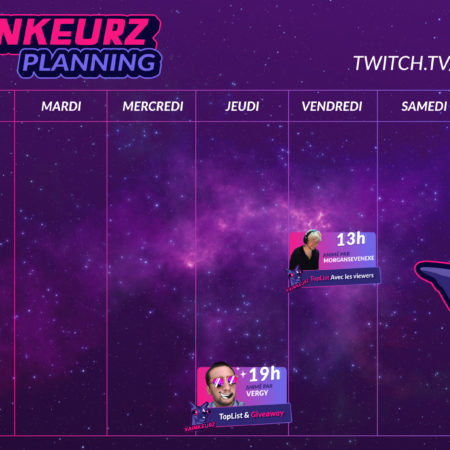 NKEURZ
PLANNING
TWITCH.TV
MARDI
MERCREDI
JEUDI
VENDREDI
SAMEDI
13h
ANIMÉ PAR
MORGANSEVENEXE
TopList Avec les viewers
19h
ANIMÉ PAR
VERGY
TopList & Giveaway
VAINKEURZ